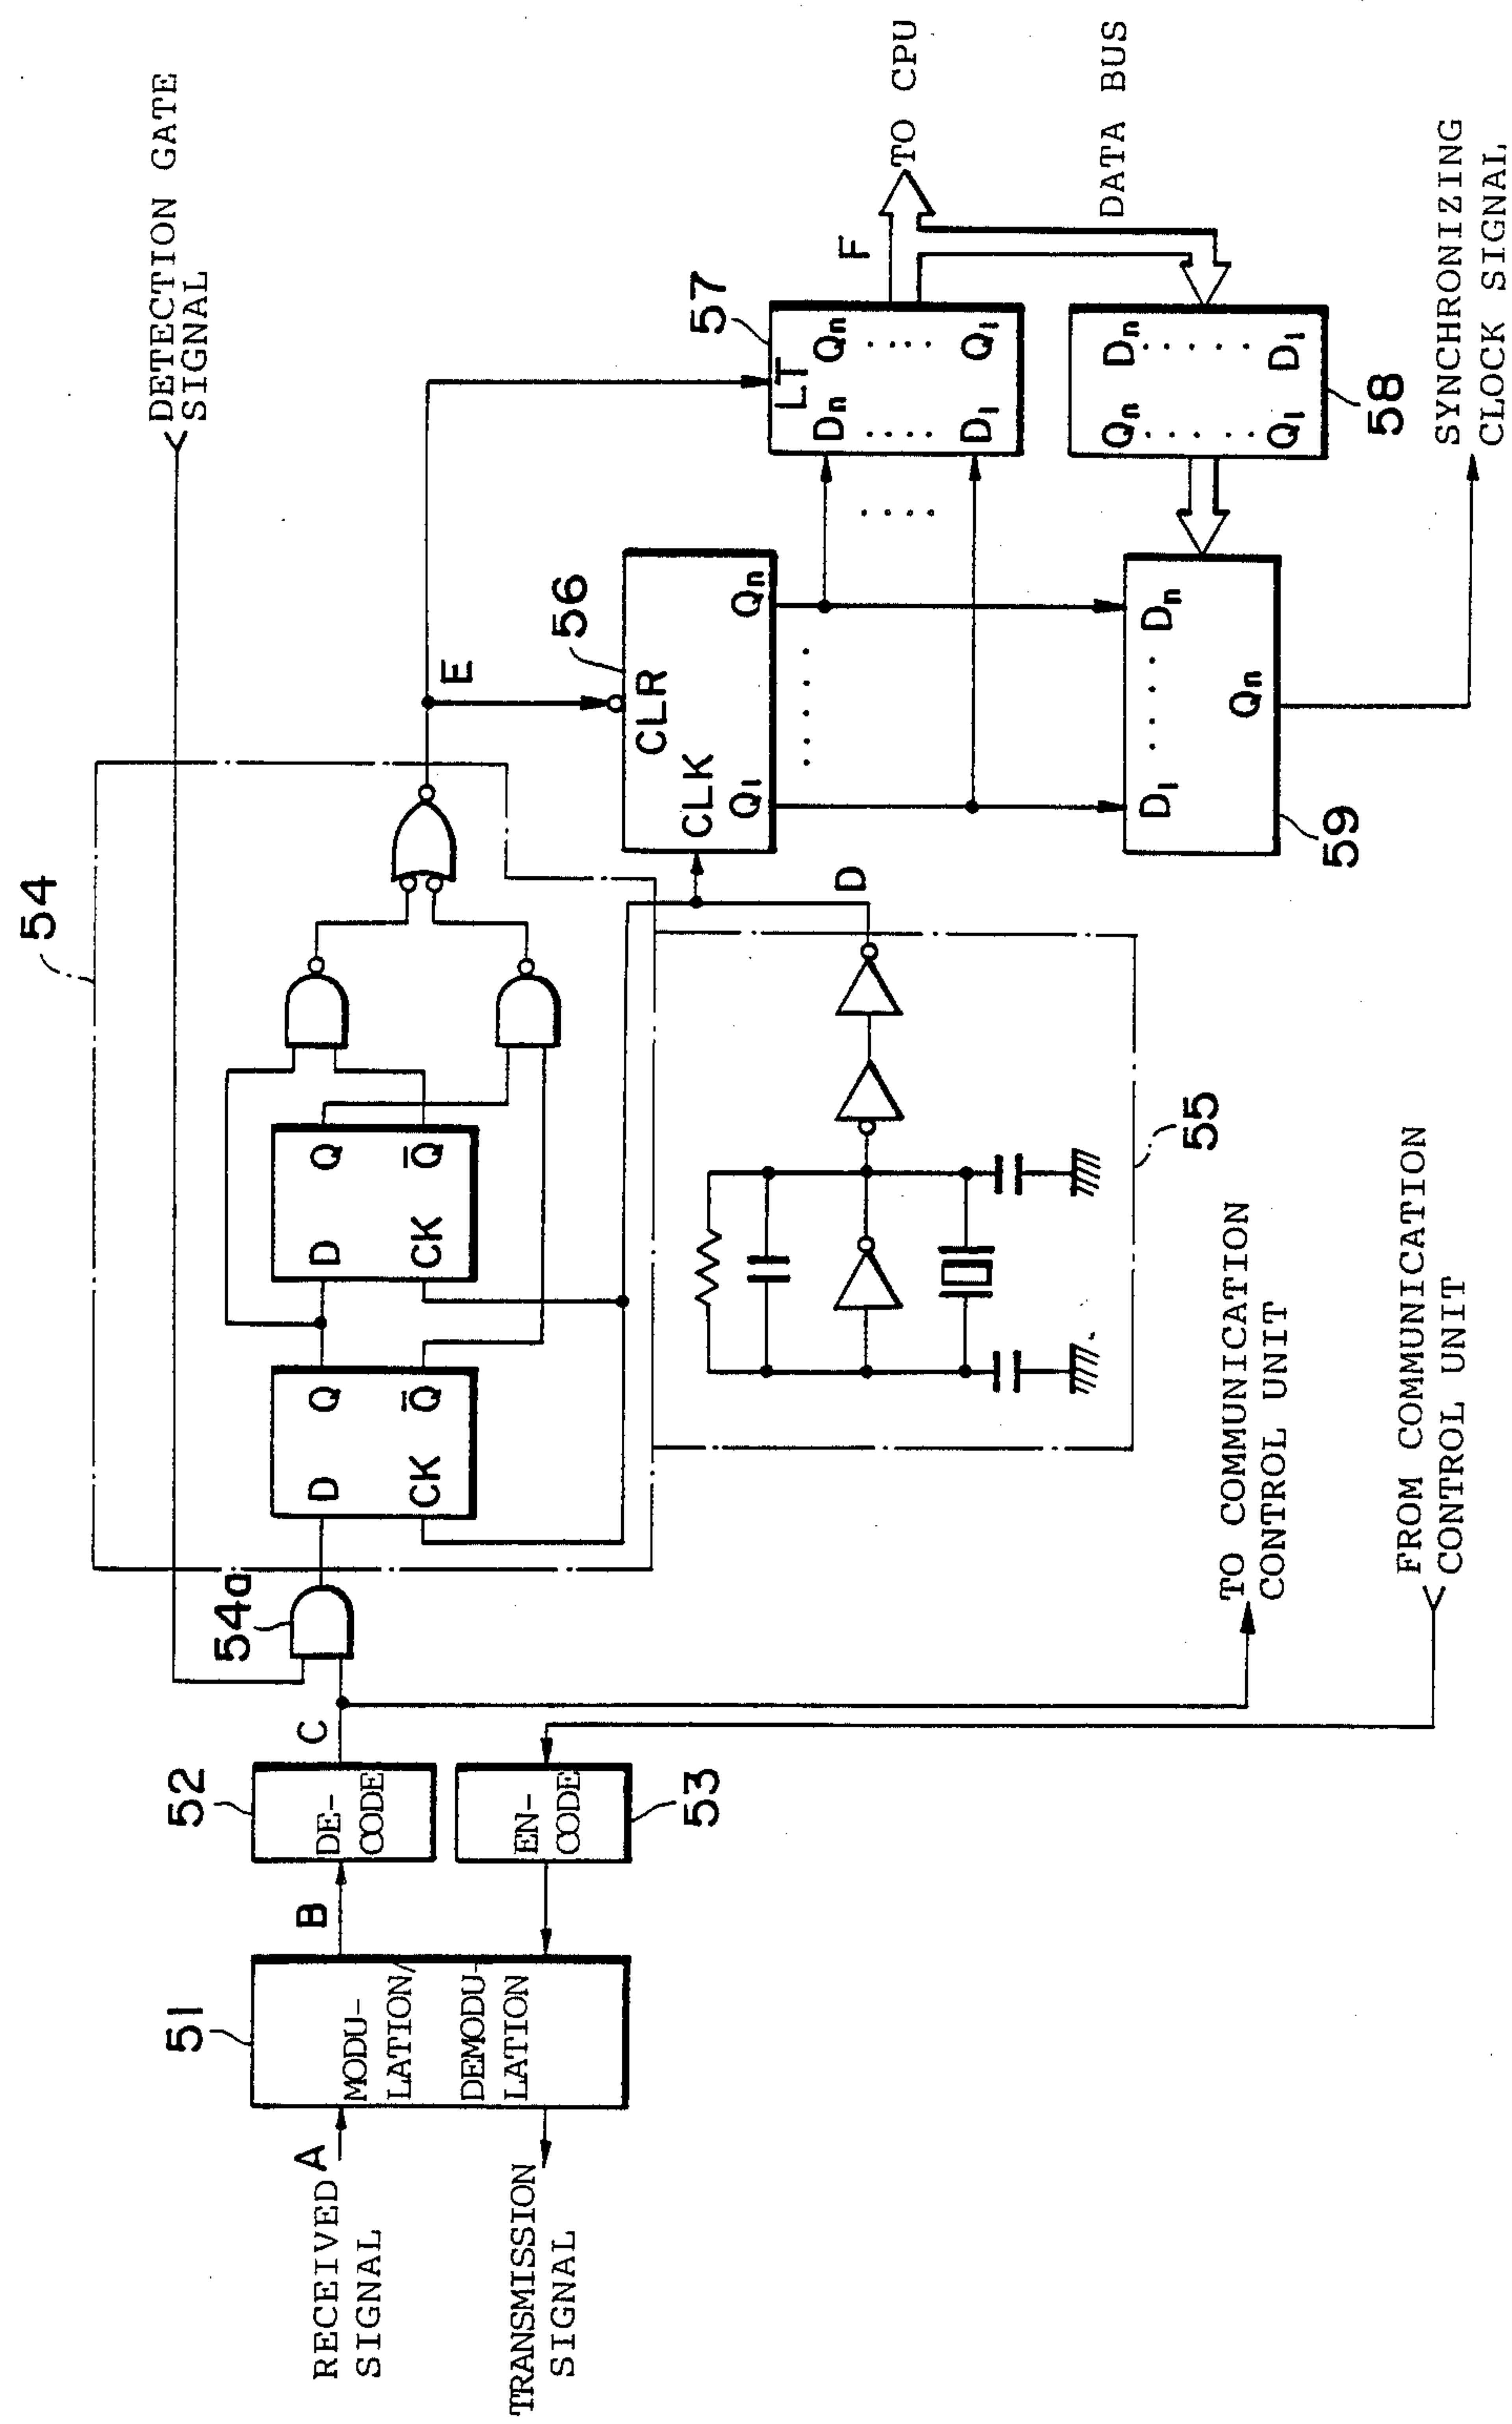 DETECTION GATE
SIGNAL
54
54a
D
Q
CK
Q̄
D
Q
CK
Q̄
E
RECEIVED
SIGNAL
A
TRANSMISSION
SIGNAL
51
MODU-
LATION/
DEMODU-
LATION
B
52
DE-
CODE
C
EN-
CODE
53
55
D
56
CLR
CLK
Q1
Qn
57
LT
Dn
Qn
D1
Q1
F
TO CPU
DATA BUS
Qn
Dn
Q1
D1
58
D1
Dn
Qn
59
SYNCHRONIZING
CLOCK SIGNAL
TO COMMUNICATION
CONTROL UNIT
FROM COMMUNICATION
CONTROL UNIT